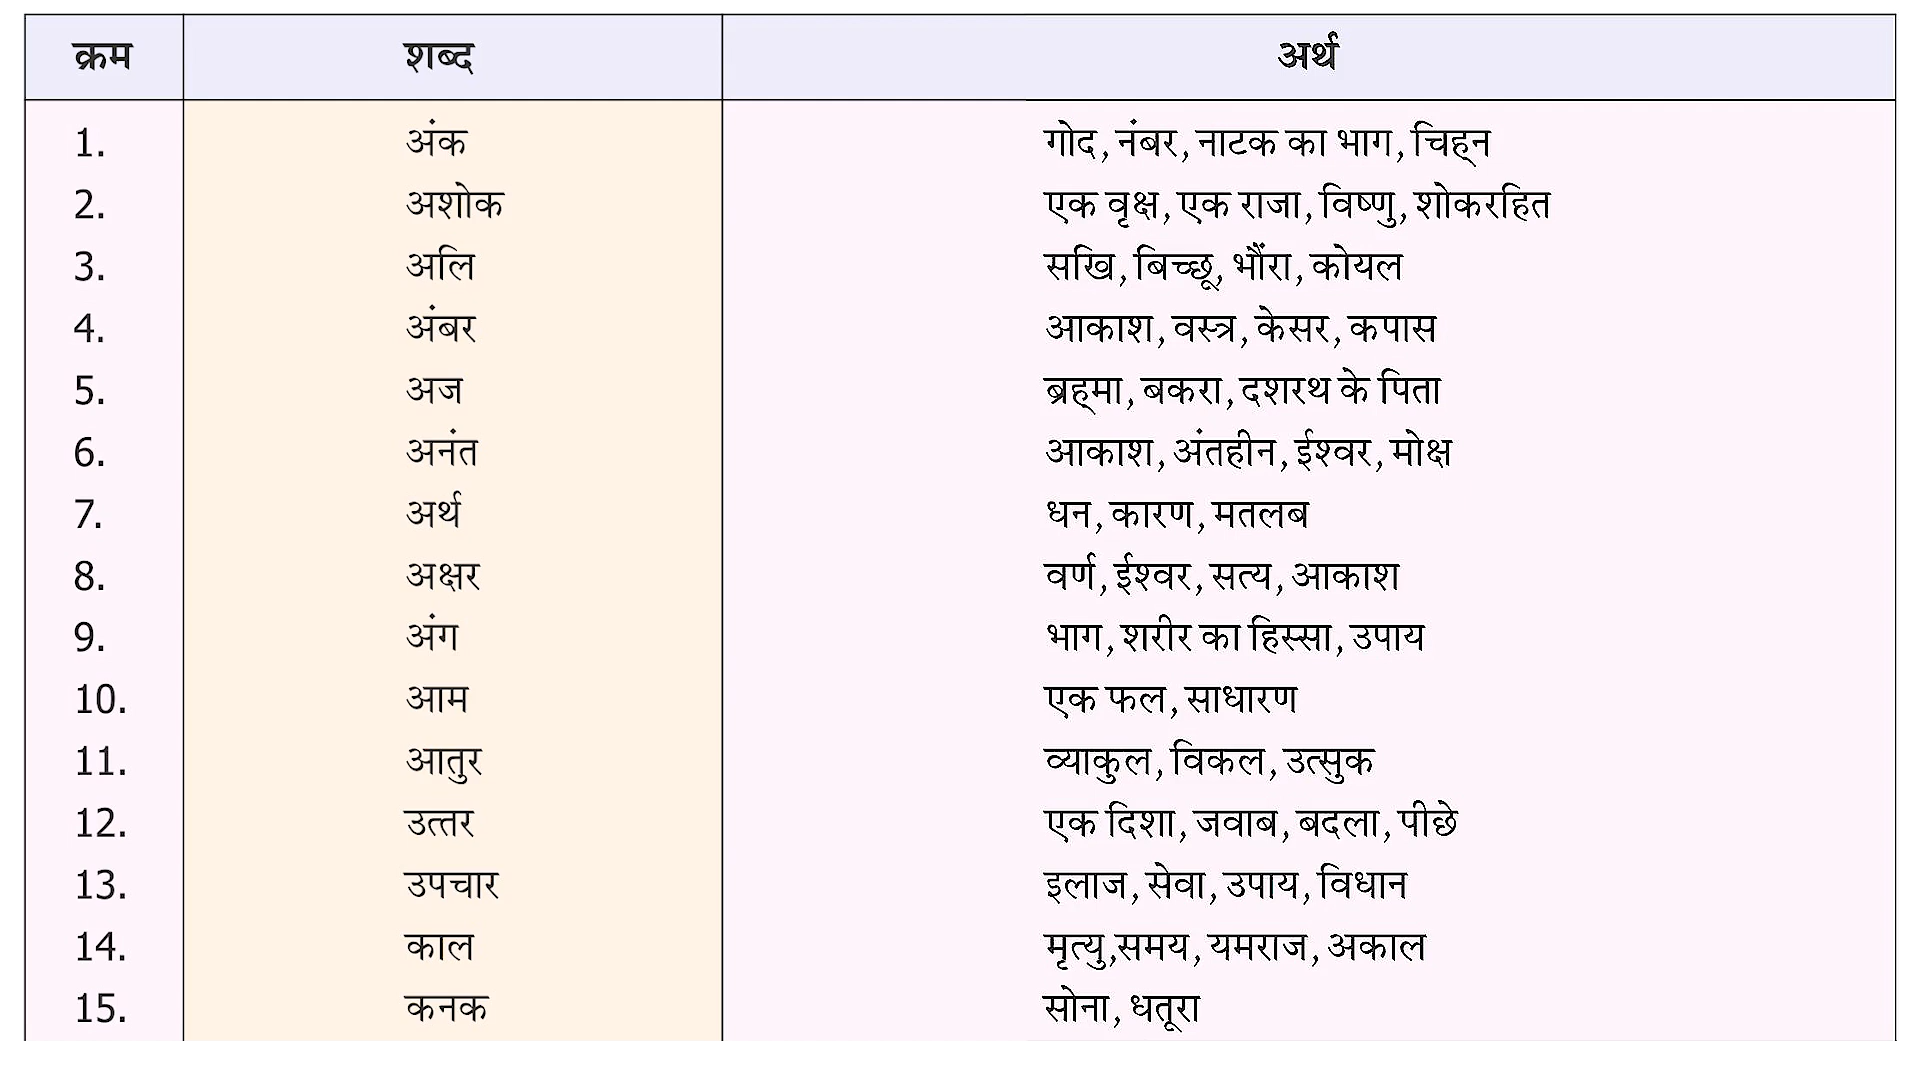 क्रम शब्द अर्थ
1. अंक गोद, नंबर, नाटक का भाग, चिह्‌न
2. अशोक एक वृक्ष, एक राजा, विष्णु, शोकरहित
3. अलि सखि, बिच्छू, भौंरा, कोयल
4. अंबर आकाश, वस्त्र, केसर, कपास
5. अज ब्रह्‌मा, बकरा, दशरथ के पिता
6. अनंत आकाश, अंतहीन, ईश्वर, मोक्ष
7. अर्थ धन, कारण, मतलब
8. अक्षर वर्ण, ईश्वर, सत्य, आकाश
9. अंग भाग, शरीर का हिस्सा, उपाय
10. आम एक फल, साधारण
11. आतुर व्याकुल, विकल, उत्सुक
12. उत्तर एक दिशा, जवाब, बदला, पीछे
13. उपचार इलाज, सेवा, उपाय, विधान
14. काल मृत्यु,समय, यमराज, अकाल
15. कनक सोना, धतूरा